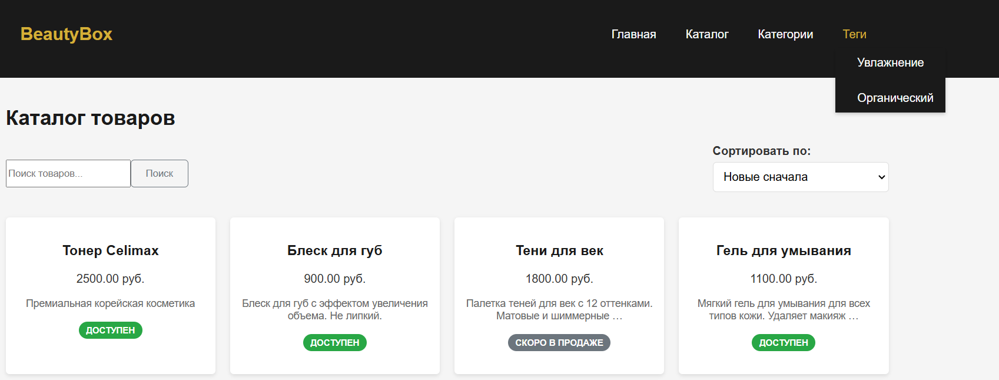 BeautyBox
Главная Каталог Категории Теги
Увлажнение
Органический
Каталог товаров
Сортировать по:
Поиск товаров... Поиск
Новые сначала
Тонер Celimax
2500.00 руб.
Премиальная корейская косметика
ДОСТУПЕН
Блеск для губ
900.00 руб.
Блеск для губ с эффектом увеличения
объема. Не липкий.
ДОСТУПЕН
Тени для век
1800.00 руб.
Палетка теней для век с 12 оттенками.
Матовые и шиммерные …
СКОРО В ПРОДАЖЕ
Гель для умывания
1100.00 руб.
Мягкий гель для умывания для всех
типов кожи. Удаляет макияж …
ДОСТУПЕН